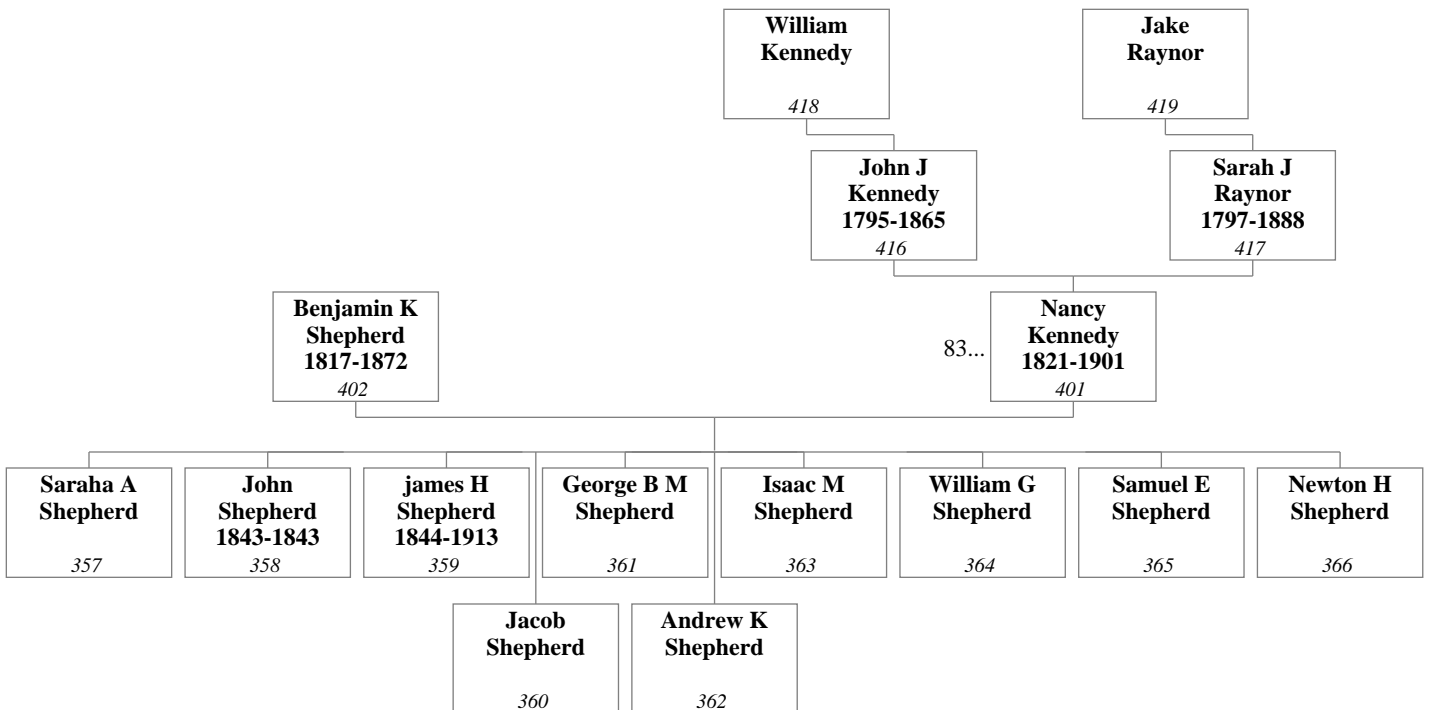 William
Kennedy
418
Jake
Raynor
419
John J
Kennedy
1795-1865
416
Sarah J
Raynor
1797-1888
417
Benjamin K
Shepherd
1817-1872
402
83...
Nancy
Kennedy
1821-1901
401
Saraha A
Shepherd
357
John
Shepherd
1843-1843
358
james H
Shepherd
1844-1913
359
George B M
Shepherd
361
Isaac M
Shepherd
363
William G
Shepherd
364
Samuel E
Shepherd
365
Newton H
Shepherd
366
Jacob
Shepherd
360
Andrew K
Shepherd
362